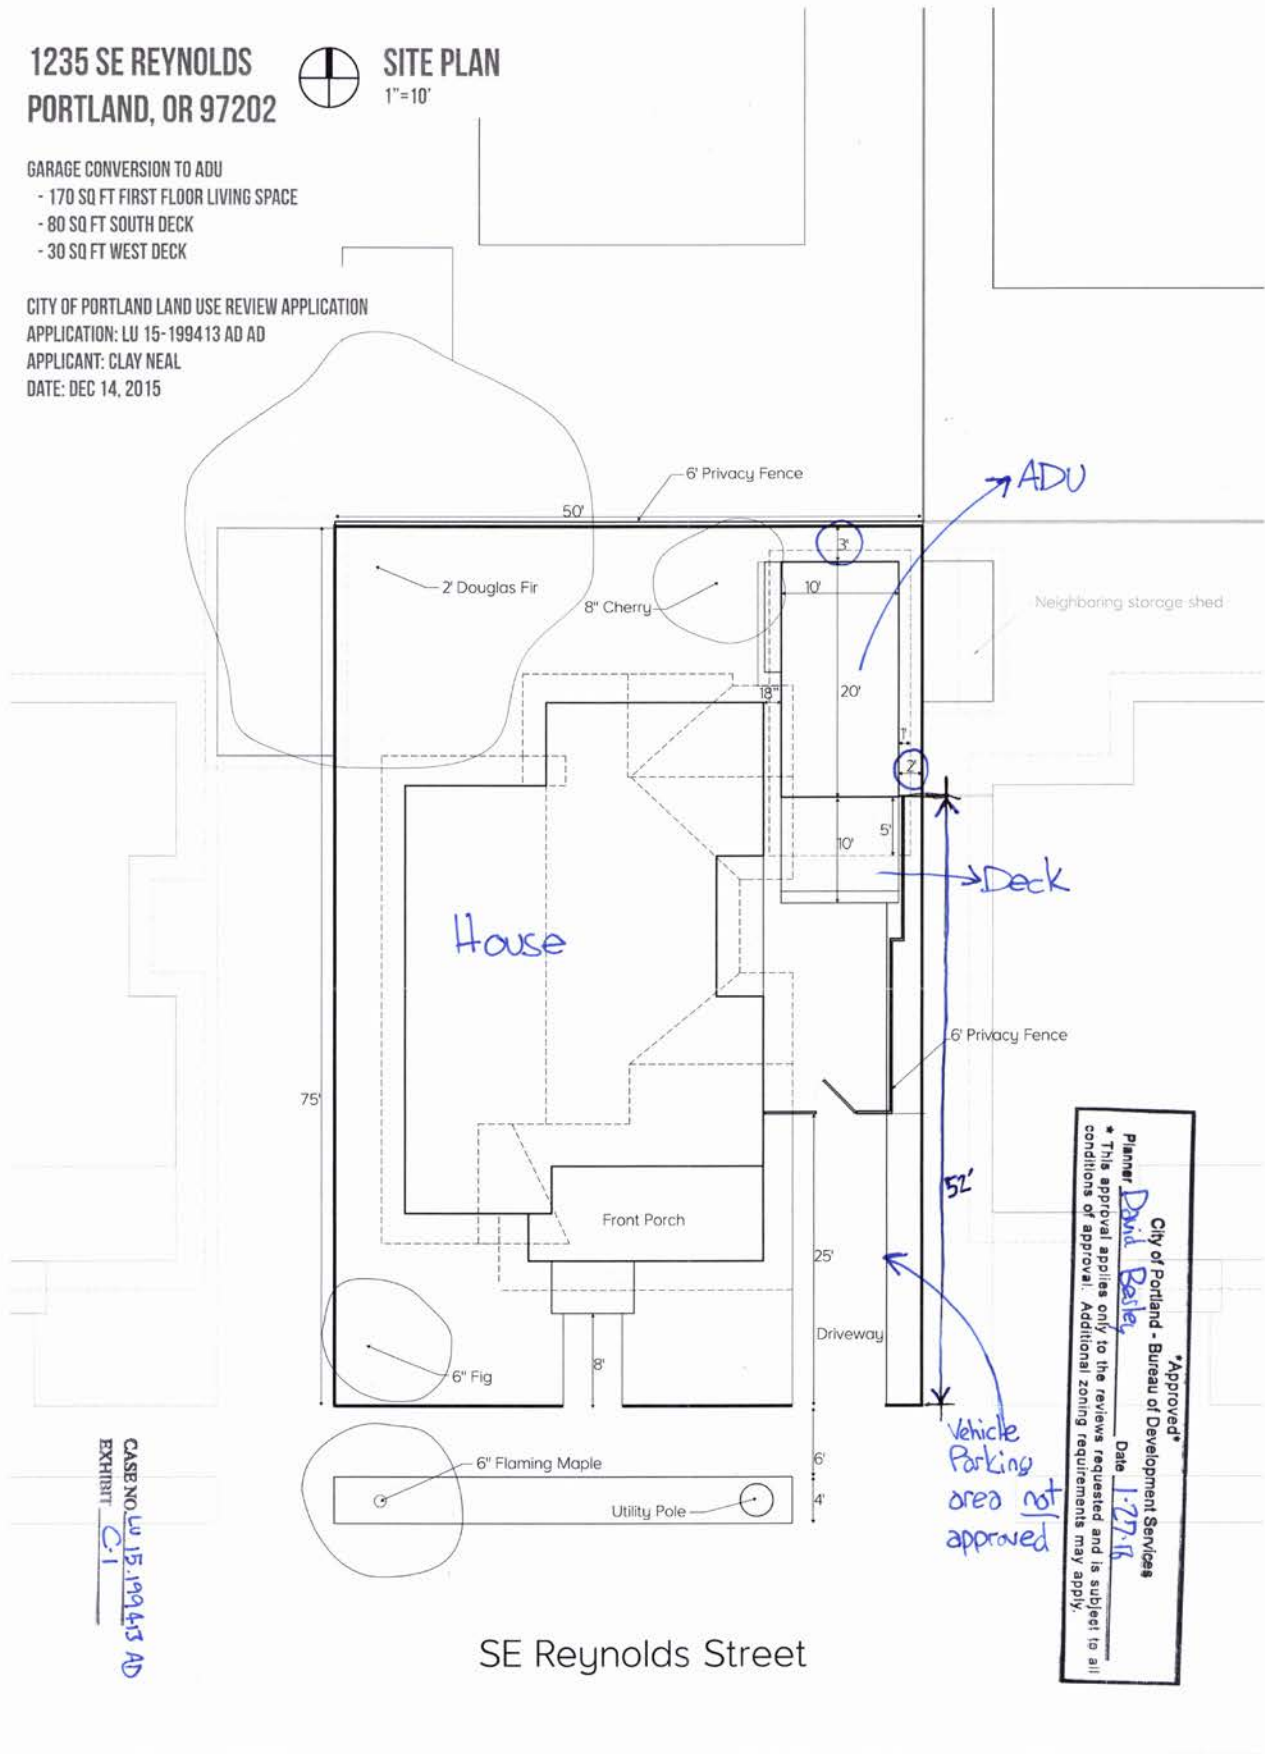 1235 SE REYNOLDS
PORTLAND, OR 97202
SITE PLAN
1"=10'
GARAGE CONVERSION TO ADU
- 170 SQ FT FIRST FLOOR LIVING SPACE
- 80 SQ FT SOUTH DECK
- 30 SQ FT WEST DECK
CITY OF PORTLAND LAND USE REVIEW APPLICATION
APPLICATION: LU 15-199413 AD AD
APPLICANT: CLAY NEAL
DATE: DEC 14, 2015
6' Privacy Fence
ADU
50'
3'
2' Douglas Fir
10'
8" Cherry
Neighboring storage shed
18"
20'
1'
2'
5'
10'
Deck
House
6' Privacy Fence
75'
52'
Front Porch
25'
Driveway
8'
6" Fig
Vehicle
Parking
area not
approved
6'
6" Flaming Maple
4'
Utility Pole
SE Reynolds Street
CASE NO. LU 15-199413 AD
EXHIBIT C-1
*Approved*
City of Portland - Bureau of Development Services
Planner David Besley Date 1-27-16
* This approval applies only to the reviews requested and is subject to all
conditions of approval. Additional zoning requirements may apply.